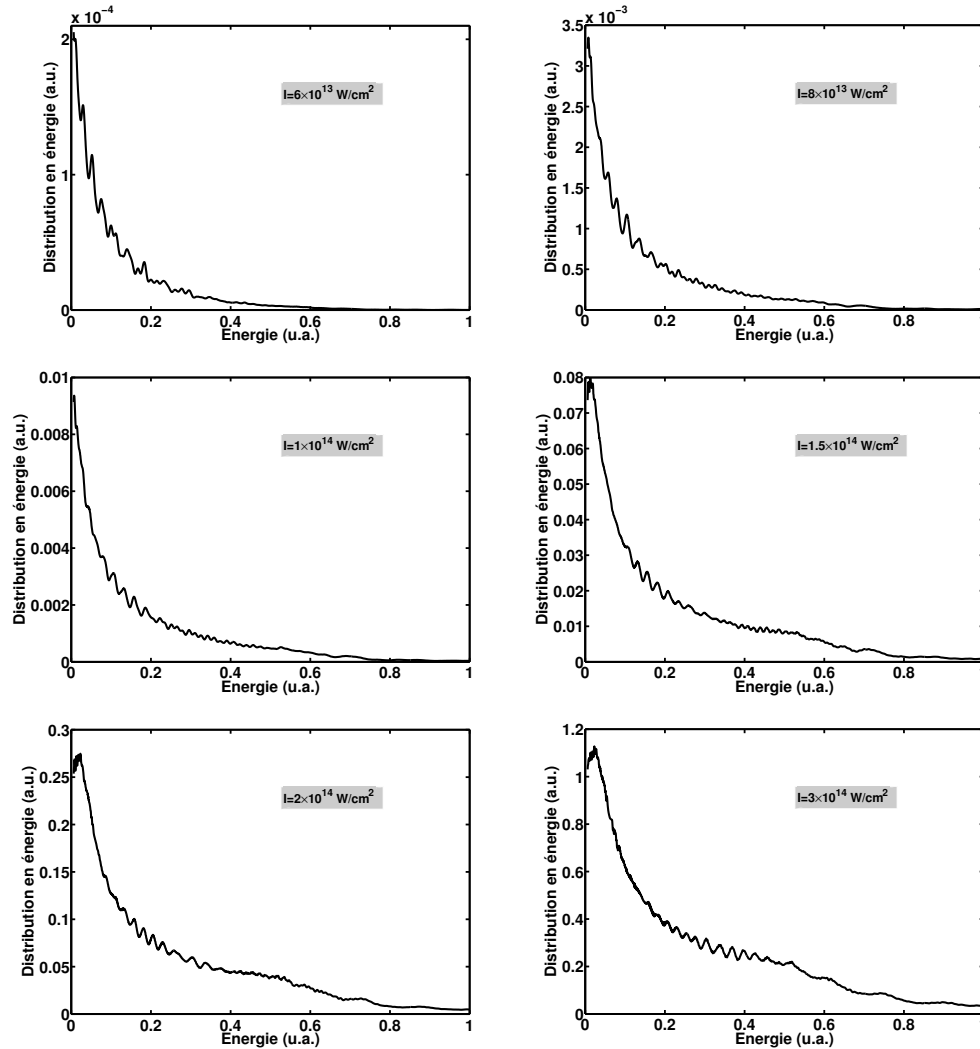 x 10⁻⁴
2
1
0
Distribution en énergie (a.u.)
I=6×10¹³ W/cm²
0 0.2 0.4 0.6 0.8 1
Energie (u.a.)
x 10⁻³
3.5
3
2.5
2
1.5
1
0.5
0
Distribution en énergie (a.u.)
I=8×10¹³ W/cm²
0 0.2 0.4 0.6 0.8
Energie (u.a.)
0.01
0.008
0.006
0.004
0.002
0
Distribution en énergie (a.u.)
I=1×10¹⁴ W/cm²
0 0.2 0.4 0.6 0.8 1
Energie (u.a.)
0.08
0.07
0.06
0.05
0.04
0.03
0.02
0.01
0
Distribution en énergie (a.u.)
I=1.5×10¹⁴ W/cm²
0 0.2 0.4 0.6 0.8
Energie (u.a.)
0.3
0.25
0.2
0.15
0.1
0.05
0
Distribution en énergie (a.u.)
I=2×10¹⁴ W/cm²
0 0.2 0.4 0.6 0.8 1
Energie (u.a.)
1.2
1
0.8
0.6
0.4
0.2
0
Distribution en énergie (a.u.)
I=3×10¹⁴ W/cm²
0 0.2 0.4 0.6 0.8
Energie (u.a.)